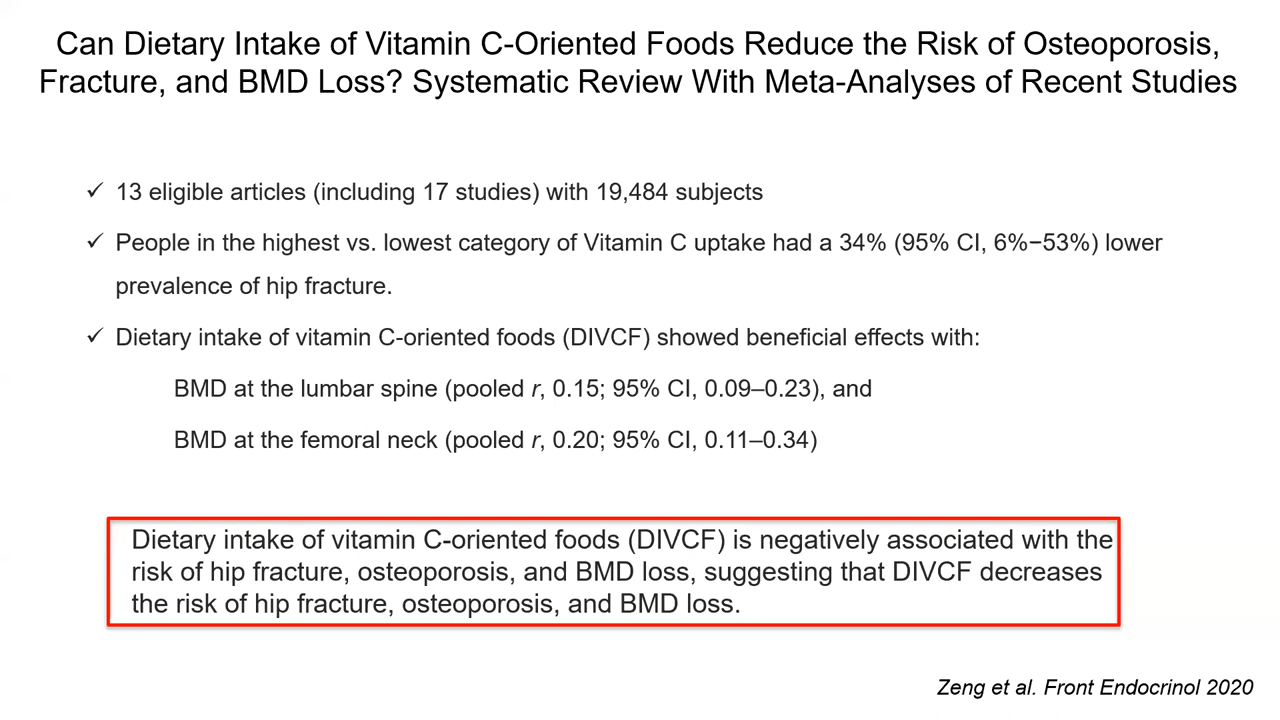 Can Dietary Intake of Vitamin C-Oriented Foods Reduce the Risk of Osteoporosis,
Fracture, and BMD Loss? Systematic Review With Meta-Analyses of Recent Studies
✓ 13 eligible articles (including 17 studies) with 19,484 subjects
✓ People in the highest vs. lowest category of Vitamin C uptake had a 34% (95% CI, 6%−53%) lower
prevalence of hip fracture.
✓ Dietary intake of vitamin C-oriented foods (DIVCF) showed beneficial effects with:
BMD at the lumbar spine (pooled r, 0.15; 95% CI, 0.09–0.23), and
BMD at the femoral neck (pooled r, 0.20; 95% CI, 0.11–0.34)
Dietary intake of vitamin C-oriented foods (DIVCF) is negatively associated with the
risk of hip fracture, osteoporosis, and BMD loss, suggesting that DIVCF decreases
the risk of hip fracture, osteoporosis, and BMD loss.
Zeng et al. Front Endocrinol 2020